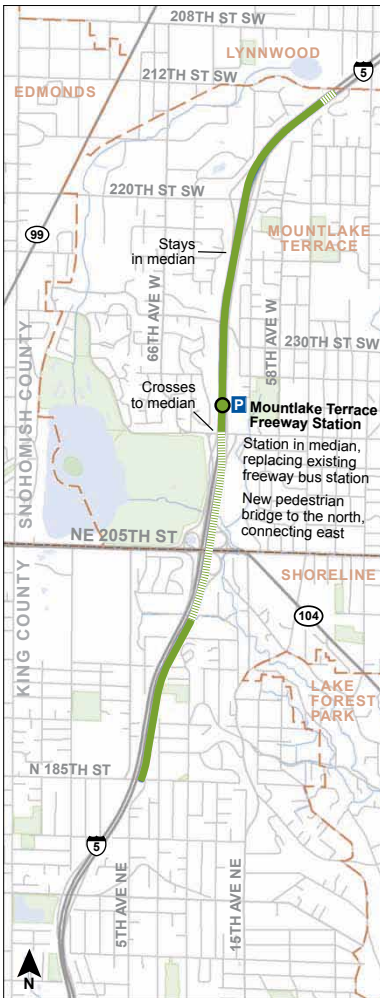 208TH ST SW
LYNNWOOD
5
212TH ST SW
EDMONDS
220TH ST SW
99
MOUNTLAKE
TERRACE
Stays
in median
66TH AVE W
58TH AVE W
230TH ST SW
SNOHOMISH COUNTY
Crosses
to median
P
Mountlake Terrace
Freeway Station
Station in median,
replacing existing
freeway bus station
New pedestrian
bridge to the north,
connecting east
NE 205TH ST
SHORELINE
KING COUNTY
104
LAKE
FOREST
PARK
N 185TH ST
5
5TH AVE NE
15TH AVE NE
N